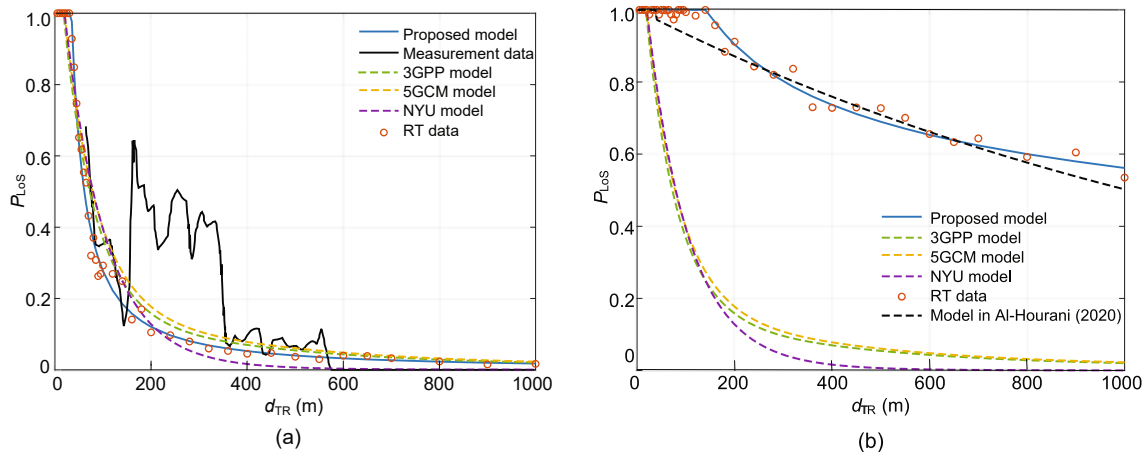 1.0
0.8
0.6
0.4
0.2
0
P_LoS
0 200 400 600 800 1000
d_TR (m)
Proposed model
Measurement data
3GPP model
5GCM model
NYU model
RT data
(a)
1.0
0.8
0.6
0.4
0.2
0
P_LoS
0 200 400 600 800 1000
d_TR (m)
Proposed model
3GPP model
5GCM model
NYU model
RT data
Model in Al-Hourani (2020)
(b)